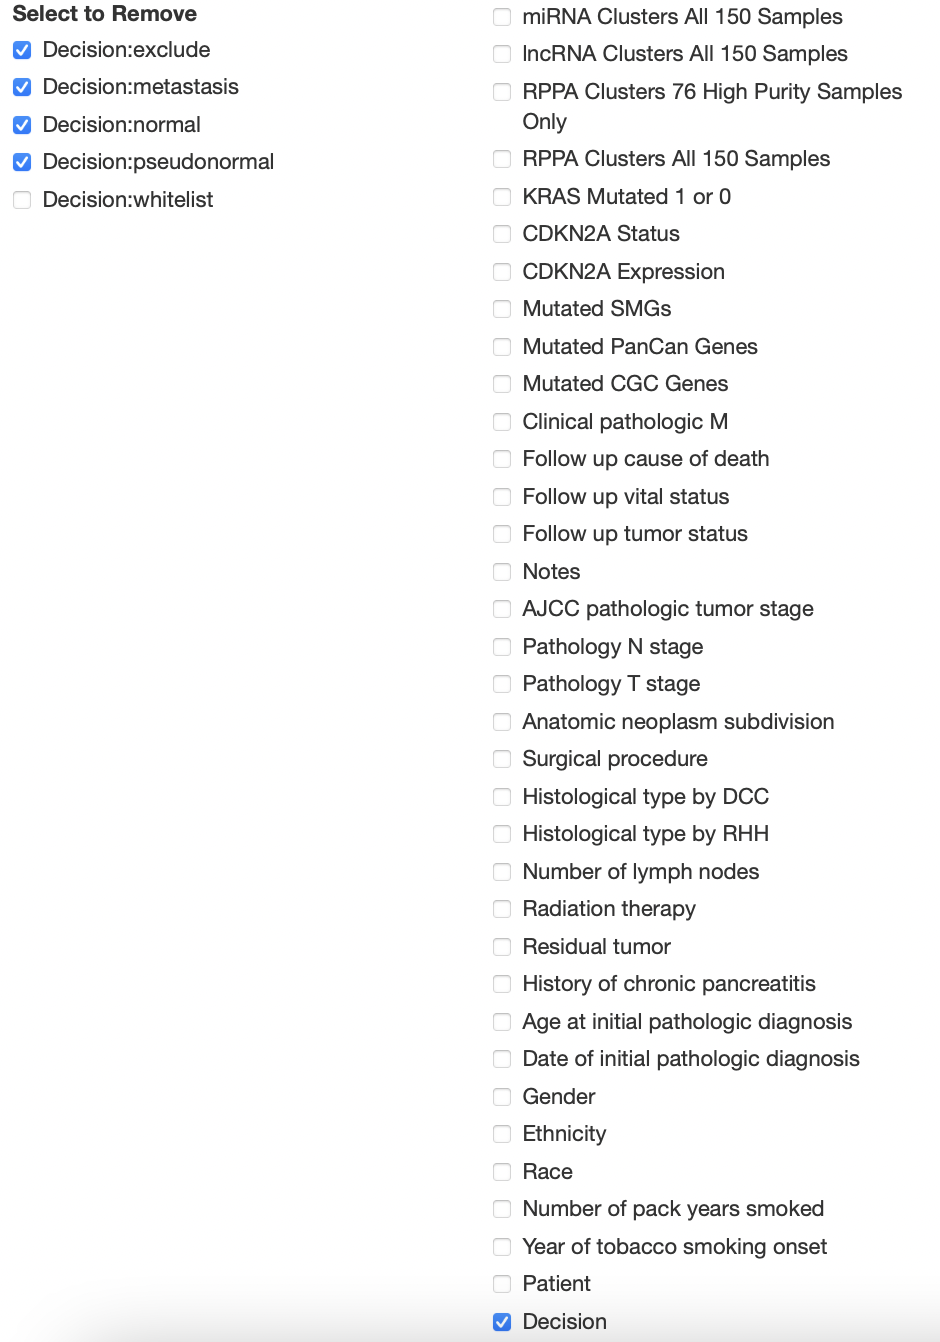 Select to Remove
Decision:exclude
Decision:metastasis
Decision:normal
Decision:pseudonormal
Decision:whitelist
miRNA Clusters All 150 Samples
lncRNA Clusters All 150 Samples
RPPA Clusters 76 High Purity Samples
Only
RPPA Clusters All 150 Samples
KRAS Mutated 1 or 0
CDKN2A Status
CDKN2A Expression
Mutated SMGs
Mutated PanCan Genes
Mutated CGC Genes
Clinical pathologic M
Follow up cause of death
Follow up vital status
Follow up tumor status
Notes
AJCC pathologic tumor stage
Pathology N stage
Pathology T stage
Anatomic neoplasm subdivision
Surgical procedure
Histological type by DCC
Histological type by RHH
Number of lymph nodes
Radiation therapy
Residual tumor
History of chronic pancreatitis
Age at initial pathologic diagnosis
Date of initial pathologic diagnosis
Gender
Ethnicity
Race
Number of pack years smoked
Year of tobacco smoking onset
Patient
Decision